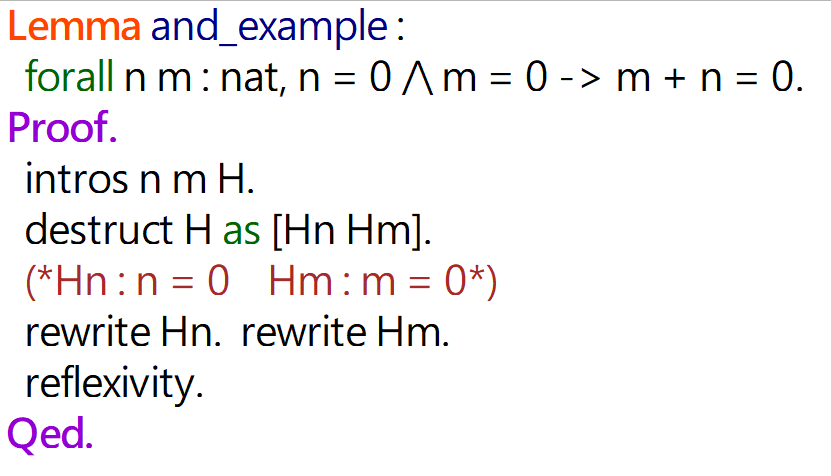 Lemma and_example :
forall n m : nat, n = 0 /\ m = 0 -> m + n = 0.
Proof.
intros n m H.
destruct H as [Hn Hm].
(*Hn : n = 0 Hm : m = 0*)
rewrite Hn. rewrite Hm.
reflexivity.
Qed.